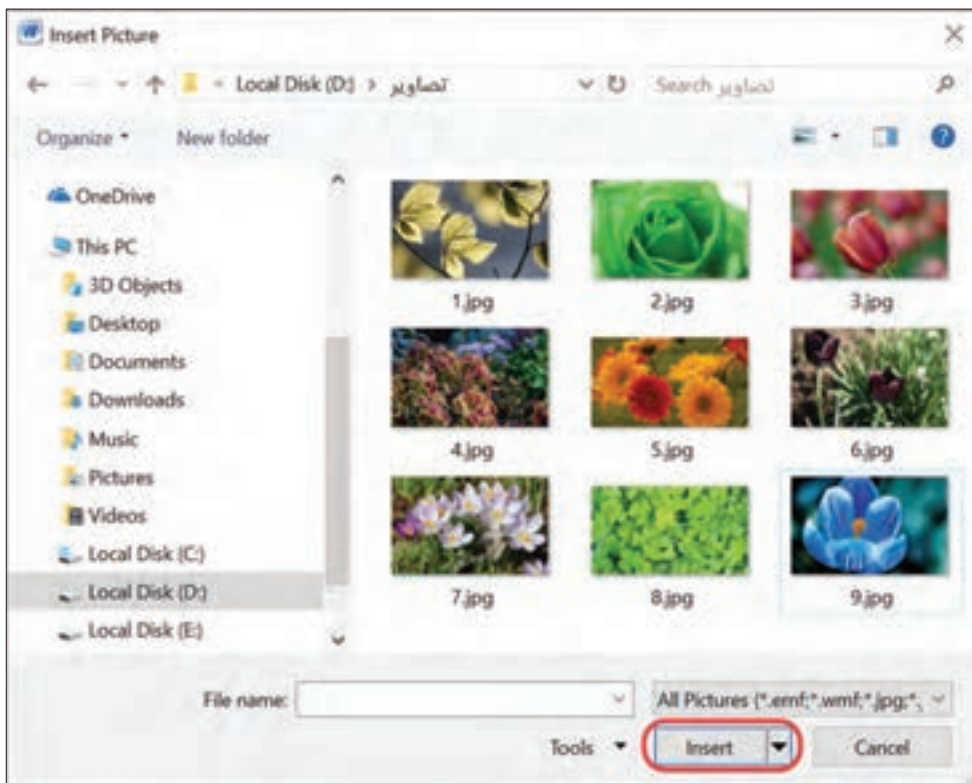 Insert Picture
« Local Disk (D:) > تصاویر
Search تصاویر
Organize
New folder
OneDrive
This PC
3D Objects
Desktop
Documents
Downloads
Music
Pictures
Videos
Local Disk (C:)
Local Disk (D:)
Local Disk (E:)
1.jpg
2.jpg
3.jpg
4.jpg
5.jpg
6.jpg
7.jpg
8.jpg
9.jpg
File name:
All Pictures (*.emf;*.wmf;*.jpg;*.
Tools
Insert
Cancel